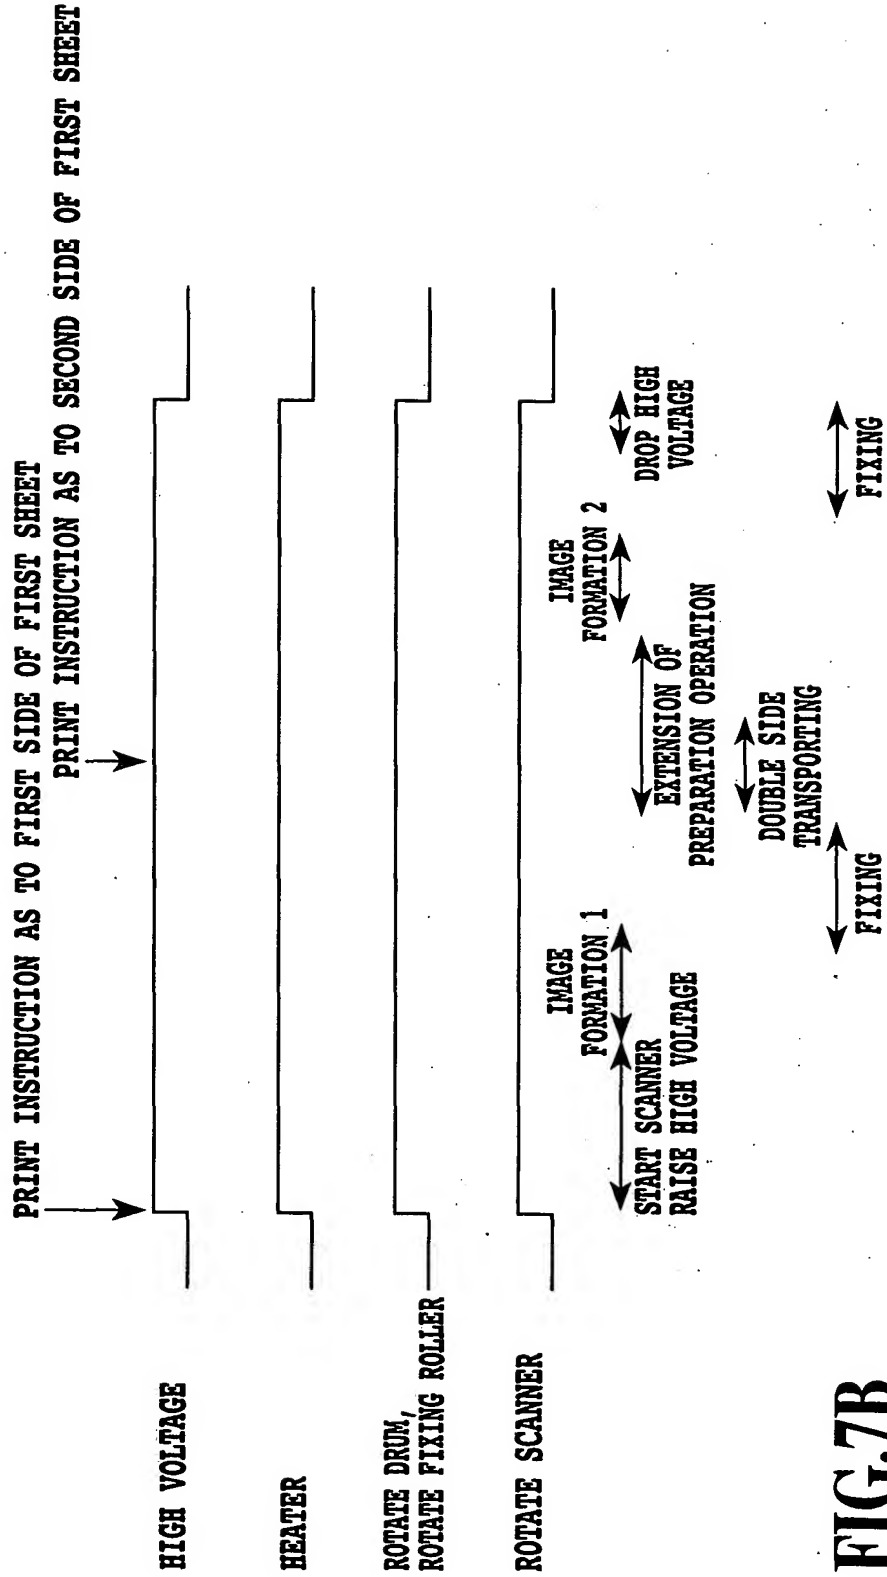 PRINT INSTRUCTION AS TO FIRST SIDE OF FIRST SHEET
PRINT INSTRUCTION AS TO SECOND SIDE OF FIRST SHEET
HIGH VOLTAGE
HEATER
ROTATE DRUM,
ROTATE FIXING ROLLER
ROTATE SCANNER
START SCANNER
RAISE HIGH VOLTAGE
IMAGE
FORMATION 1
EXTENSION OF
PREPARATION OPERATION
IMAGE
FORMATION 2
DROP HIGH
VOLTAGE
DOUBLE SIDE
TRANSPORTING
FIXING
FIXING
FIG.7B